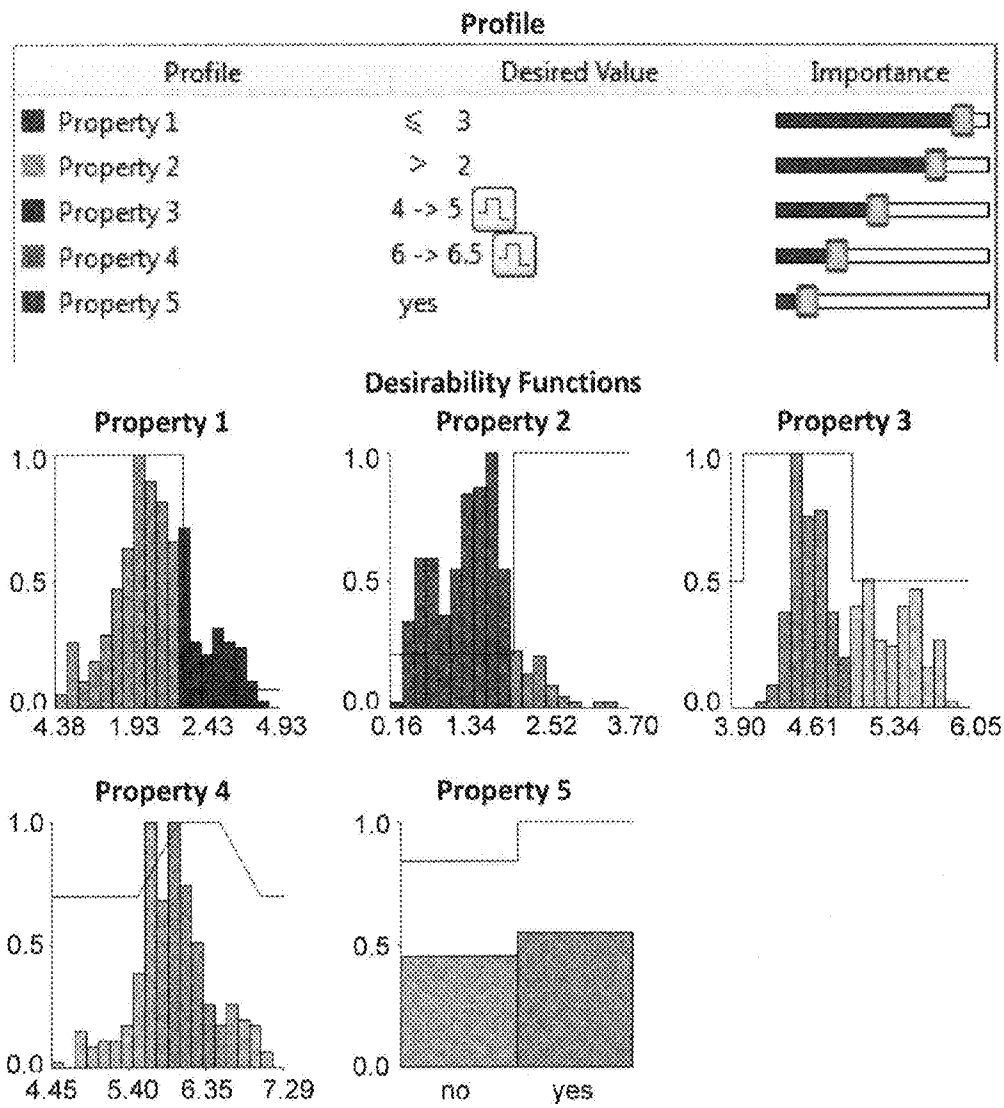 Profile
Profile Desired Value Importance
Property 1 ≤ 3
Property 2 > 2
Property 3 4 -> 5
Property 4 6 -> 6.5
Property 5 yes
Desirability Functions
Property 1 Property 2 Property 3
1.0 1.0 1.0
0.5 0.5 0.5
0.0 0.0 0.0
4.38 1.93 2.43 4.93 0.16 1.34 2.52 3.70 3.90 4.61 5.34 6.05
Property 4 Property 5
1.0 1.0
0.5 0.5
0.0 0.0
4.45 5.40 6.35 7.29 no yes